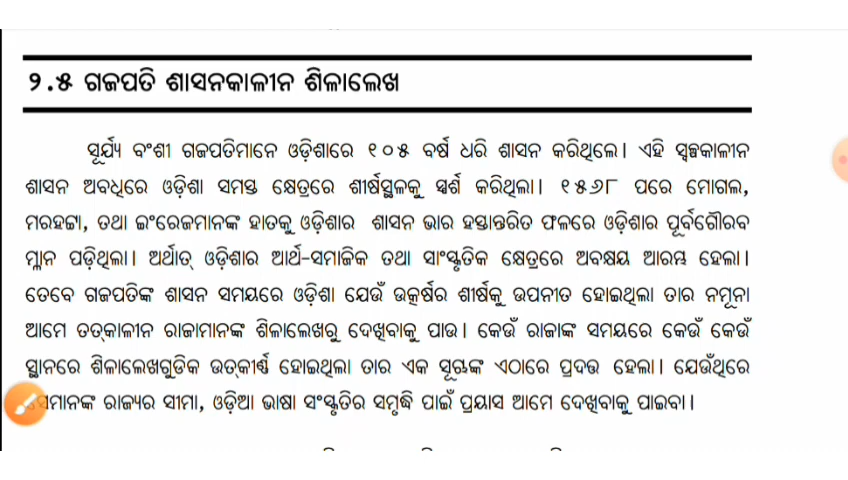 ୨.୫ ଗଜପତି ଶାସନକାଳୀନ ଶିଳାଲେଖ
ସୂର୍ଯ୍ୟ ବଂଶୀ ଗଜପତିମାନେ ଓଡ଼ିଶାରେ ୧୦୫ ବର୍ଷ ଧରି ଶାସନ କରିଥିଲେ। ଏହି ସ୍ୱଳ୍ପକାଳୀନ
ଶାସନ ଅବଧିରେ ଓଡ଼ିଶା ସମସ୍ତ କ୍ଷେତ୍ରରେ ଶୀର୍ଷସ୍ଥଳକୁ ସ୍ପର୍ଶ କରିଥିଲା। ୧୫୬୮ ପରେ ମୋଗଲ,
ମରହଟ୍ଟା, ତଥା ଇଂରେଜମାନଙ୍କ ହାତକୁ ଓଡ଼ିଶାର ଶାସନ ଭାର ହସ୍ତାନ୍ତରିତ ଫଳରେ ଓଡ଼ିଶାର ପୂର୍ବଗୌରବ
ମ୍ଳାନ ପଡ଼ିଥିଲା। ଅର୍ଥାତ୍ ଓଡ଼ିଶାର ଆର୍ଥ-ସମାଜିକ ତଥା ସାଂସ୍କୃତିକ କ୍ଷେତ୍ରରେ ଅବକ୍ଷୟ ଆରମ୍ଭ ହେଲା।
ତେବେ ଗଜପତିଙ୍କ ଶାସନ ସମୟରେ ଓଡ଼ିଶା ଯେଉଁ ଉତ୍କର୍ଷର ଶୀର୍ଷକୁ ଉପନୀତ ହୋଇଥିଲା ତାର ନମୂନା
ଆମେ ତତ୍‌କାଳୀନ ରାଜାମାନଙ୍କ ଶିଳାଲେଖରୁ ଦେଖିବାକୁ ପାଉ। କେଉଁ ରାଜାଙ୍କ ସମୟରେ କେଉଁ କେଉଁ
ସ୍ଥାନରେ ଶିଳାଲେଖଗୁଡିକ ଉତ୍‌କୀର୍ଣ୍ଣ ହୋଇଥିଲା ତାର ଏକ ସୂଚୀଙ୍କ ଏଠାରେ ପ୍ରଦତ୍ତ ହେଲା। ଯେଉଁଥିରେ
ସେମାନଙ୍କ ରାଜ୍ୟର ସୀମା, ଓଡ଼ିଆ ଭାଷା ସଂସ୍କୃତିର ସମୃଦ୍ଧି ପାଇଁ ପ୍ରୟାସ ଆମେ ଦେଖିବାକୁ ପାଇବା।